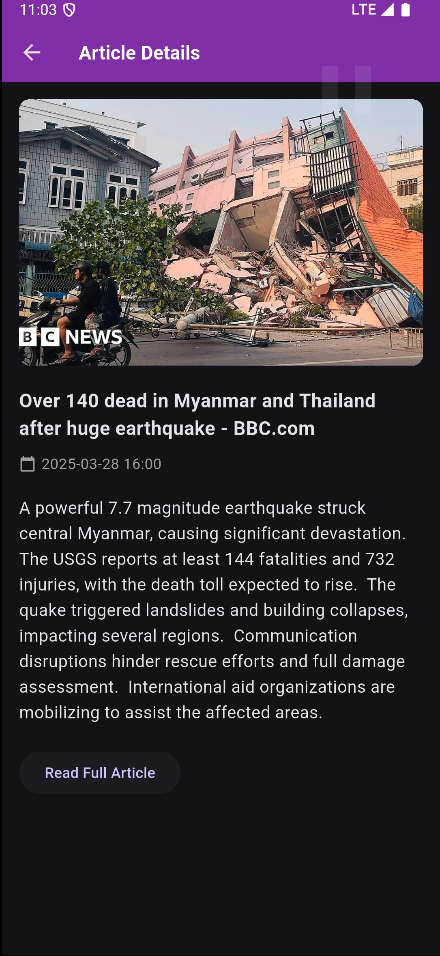 11:03 LTE
Article Details
BBC NEWS
Over 140 dead in Myanmar and Thailand
after huge earthquake - BBC.com
2025-03-28 16:00
A powerful 7.7 magnitude earthquake struck
central Myanmar, causing significant devastation.
The USGS reports at least 144 fatalities and 732
injuries, with the death toll expected to rise.  The
quake triggered landslides and building collapses,
impacting several regions.  Communication
disruptions hinder rescue efforts and full damage
assessment.  International aid organizations are
mobilizing to assist the affected areas.
Read Full Article